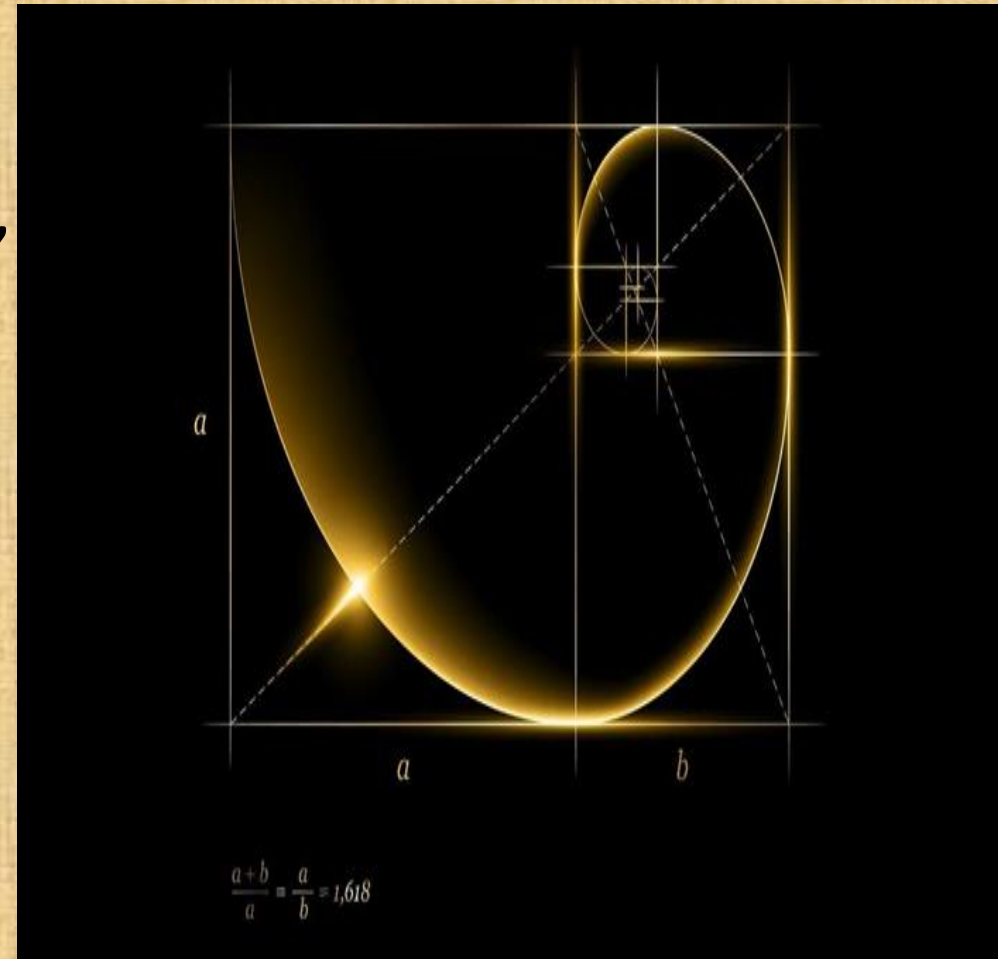 a
a b
a+b/a = a/b = 1,618